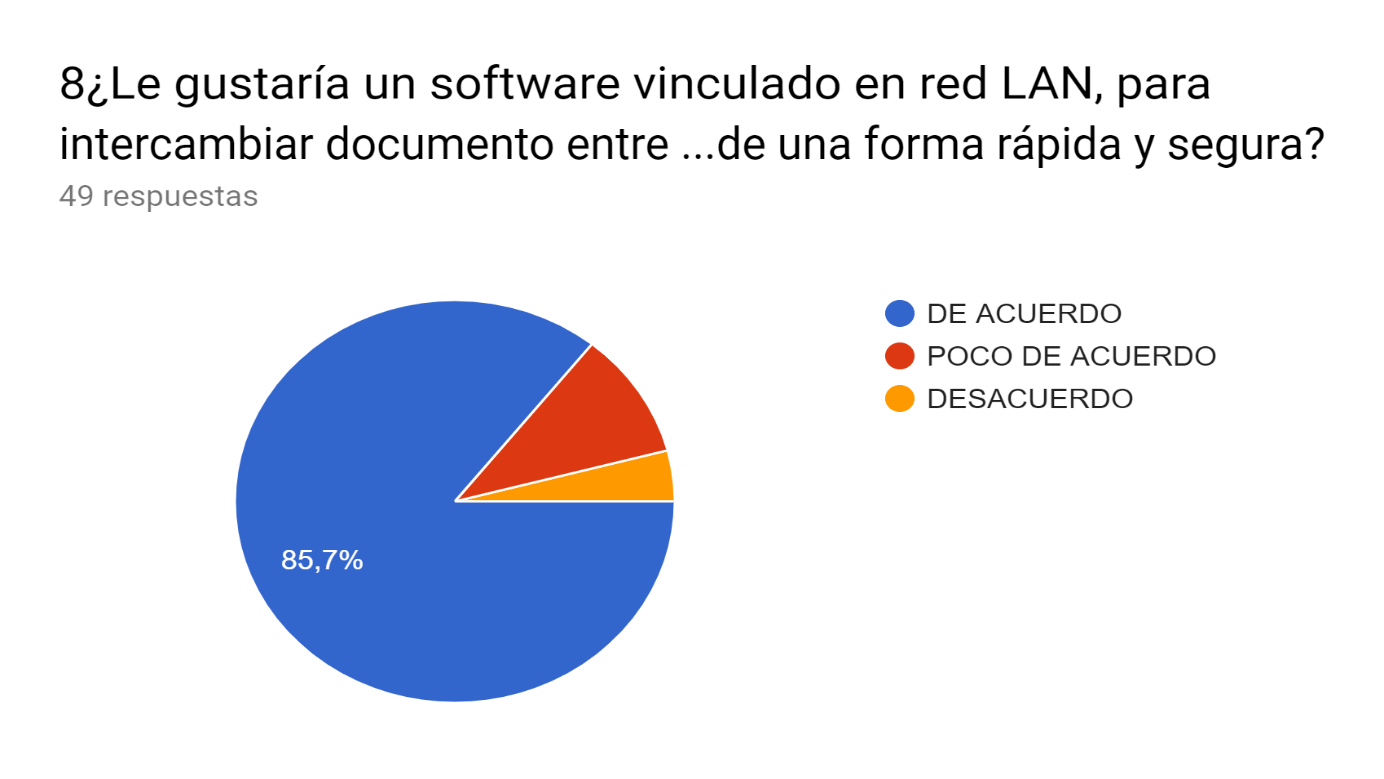 8¿Le gustaría un software vinculado en red LAN, para
intercambiar documento entre ...de una forma rápida y segura?
49 respuestas
DE ACUERDO
POCO DE ACUERDO
DESACUERDO
85,7%